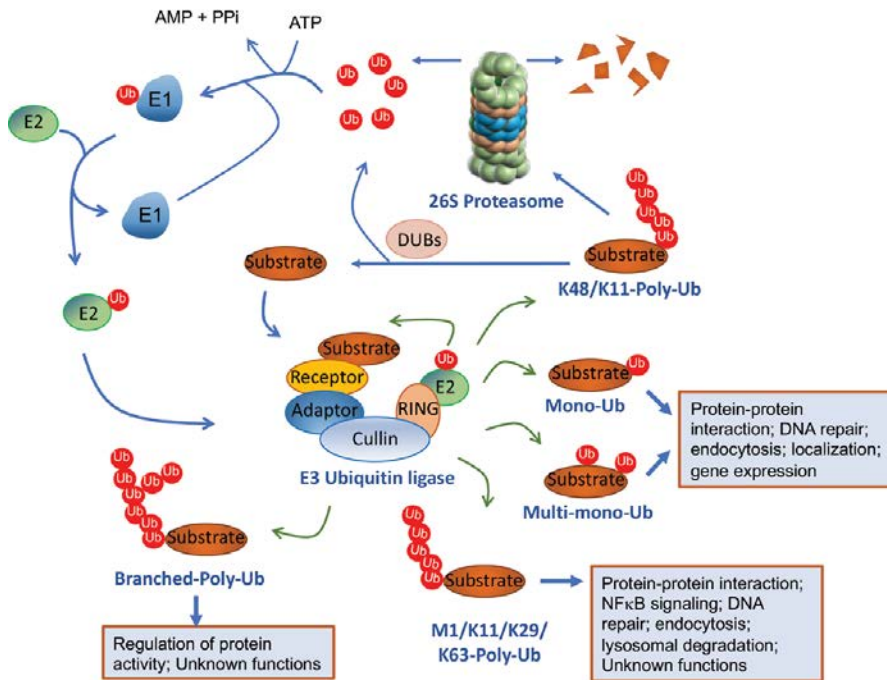 AMP + PPi
ATP
Ub
Ub
Ub
Ub
Ub
Ub
E1
E2
E1
26S Proteasome
DUBs
Substrate
Ub
Ub
Ub
Ub
Ub
Substrate
K48/K11-Poly-Ub
Ub
E2
Substrate
Receptor
Adaptor
Cullin
RING
Ub
E2
E3 Ubiquitin ligase
Substrate
Ub
Mono-Ub
Ub
Ub
Substrate
Multi-mono-Ub
Protein-protein
interaction; DNA repair;
endocytosis; localization;
gene expression
Ub
Ub
Ub
Ub
Ub
Ub
Ub
Ub
Substrate
Branched-Poly-Ub
Regulation of protein
activity; Unknown functions
Ub
Ub
Ub
Ub
Ub
Substrate
M1/K11/K29/
K63-Poly-Ub
Protein-protein interaction;
NFκB signaling; DNA
repair; endocytosis;
lysosomal degradation;
Unknown functions